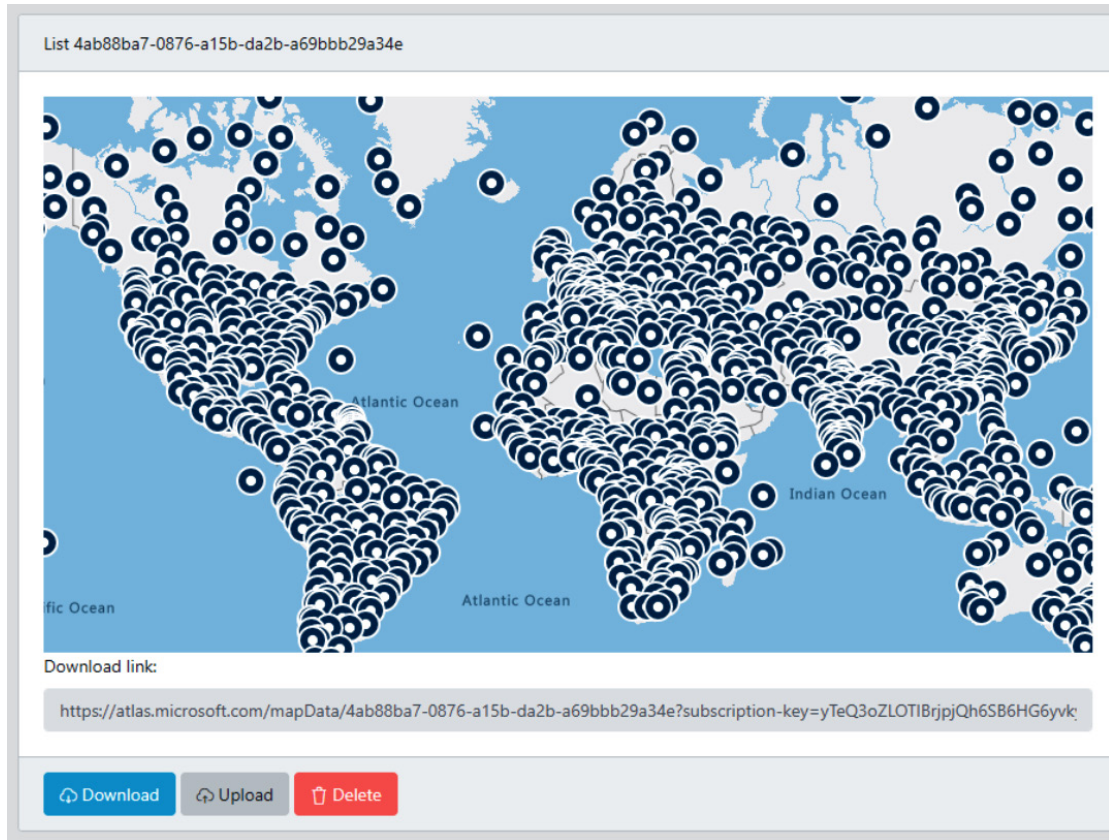 List 4ab88ba7-0876-a15b-da2b-a69bbb29a34e
Atlantic Ocean
Indian Ocean
Atlantic Ocean
ific Ocean
Download link:
https://atlas.microsoft.com/mapData/4ab88ba7-0876-a15b-da2b-a69bbb29a34e?subscription-key=yTeQ3oZLOTIBrjpjQh6SB6HG6yvk
Download Upload Delete